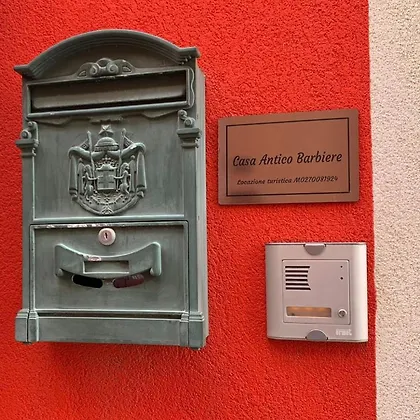 Casa Antico Barbiere
Locazione turistica M0270081924